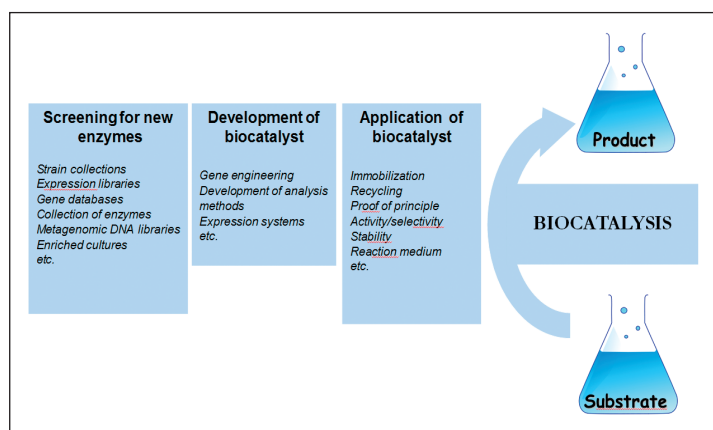 Screening for new
enzymes
Strain collections
Expression libraries
Gene databases
Collection of enzymes
Metagenomic DNA libraries
Enriched cultures
etc.
Development of
biocatalyst
Gene engineering
Development of analysis
methods
Expression systems
etc.
Application of
biocatalyst
Immobilization
Recycling
Proof of principle
Activity/selectivity
Stability
Reaction medium
etc.
Product
BIOCATALYSIS
Substrate